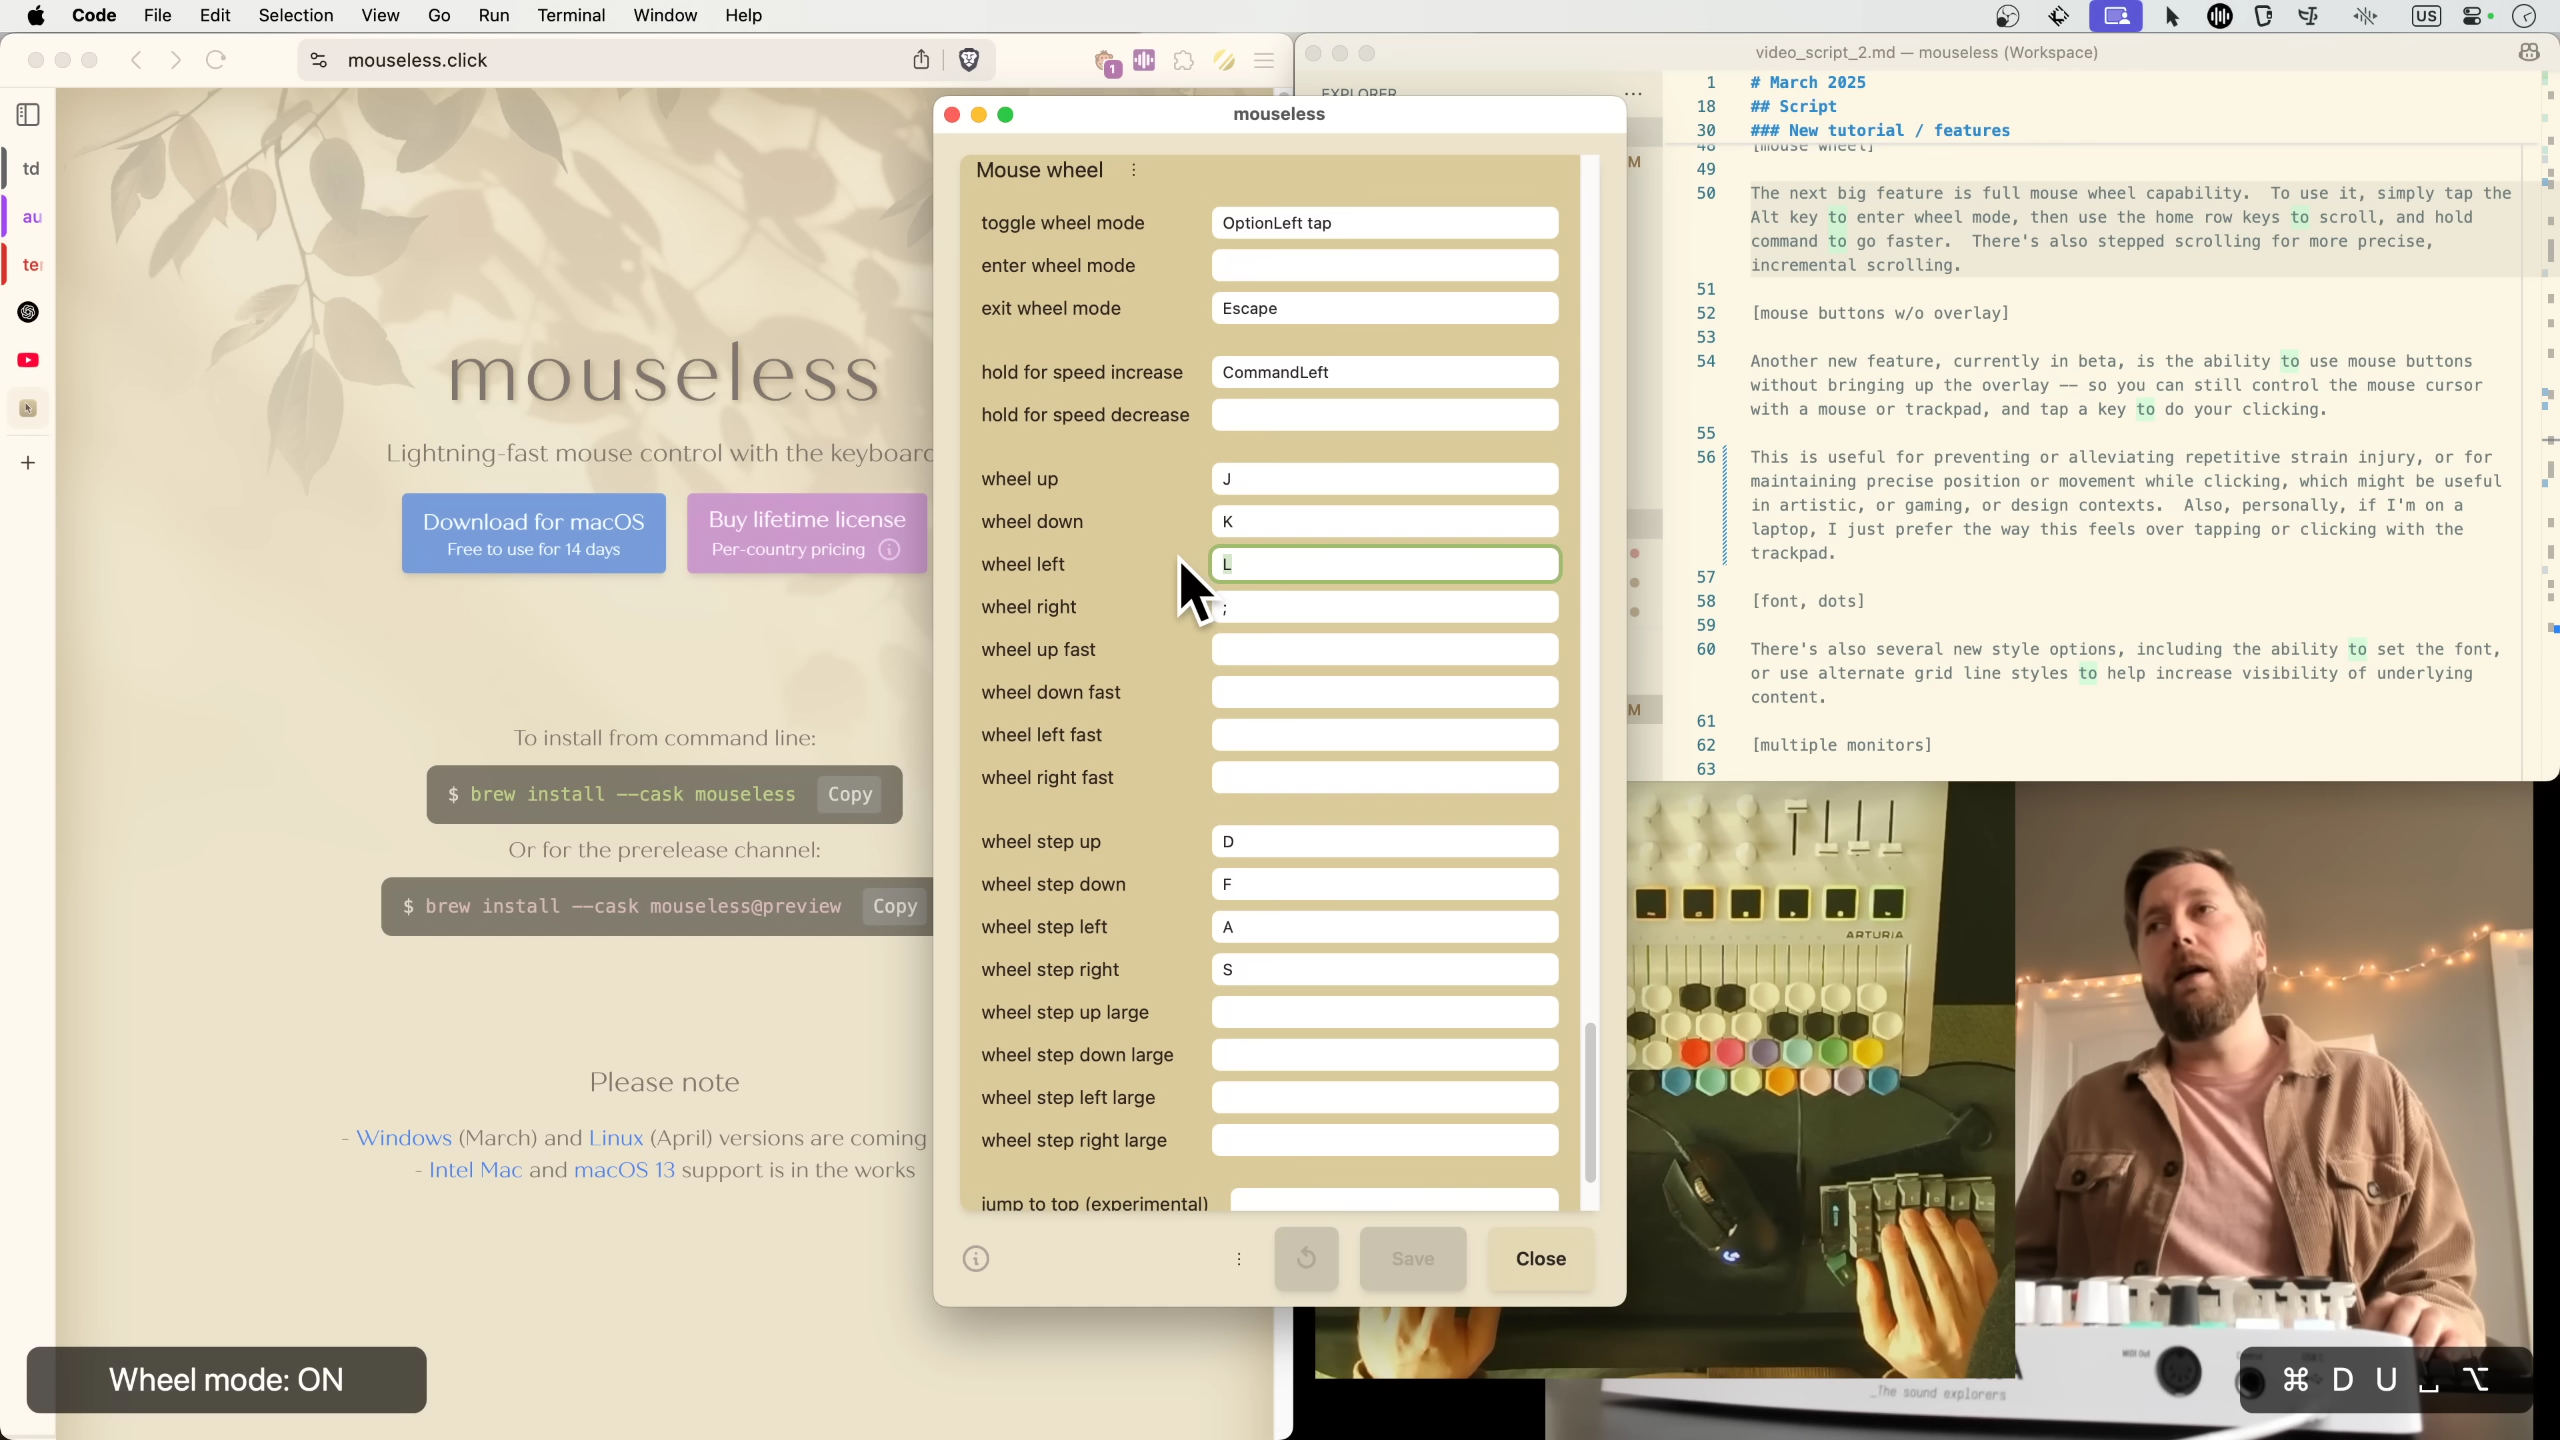 Code File Edit Selection View Go Run Terminal Window Help
US
mouseless.click
1
td
au
ter
mouseless
Lightning-fast mouse control with the keyboard
Download for macOS
Free to use for 14 days
Buy lifetime license
Per-country pricing
To install from command line:
$ brew install --cask mouseless
Copy
Or for the prerelease channel:
$ brew install --cask mouseless@preview
Copy
Please note
- Windows (March) and Linux (April) versions are coming
- Intel Mac and macOS 13 support is in the works
Wheel mode: ON
mouseless
Mouse wheel
toggle wheel mode OptionLeft tap
enter wheel mode
exit wheel mode Escape
hold for speed increase CommandLeft
hold for speed decrease
wheel up J
wheel down K
wheel left L
wheel right ;
wheel up fast
wheel down fast
wheel left fast
wheel right fast
wheel step up D
wheel step down F
wheel step left A
wheel step right S
wheel step up large
wheel step down large
wheel step left large
wheel step right large
jump to top (experimental)
Save
Close
video_script_2.md — mouseless (Workspace)
EXPLORER
M
M
1 # March 2025
18 ## Script
30 ### New tutorial / features
48 [mouse wheel]
49
50 The next big feature is full mouse wheel capability. To use it, simply tap the
Alt key to enter wheel mode, then use the home row keys to scroll, and hold
command to go faster. There's also stepped scrolling for more precise,
incremental scrolling.
51
52 [mouse buttons w/o overlay]
53
54 Another new feature, currently in beta, is the ability to use mouse buttons
without bringing up the overlay -- so you can still control the mouse cursor
with a mouse or trackpad, and tap a key to do your clicking.
55
56 This is useful for preventing or alleviating repetitive strain injury, or for
maintaining precise position or movement while clicking, which might be useful
in artistic, or gaming, or design contexts. Also, personally, if I'm on a
laptop, I just prefer the way this feels over tapping or clicking with the
trackpad.
57
58 [font, dots]
59
60 There's also several new style options, including the ability to set the font,
or use alternate grid line styles to help increase visibility of underlying
content.
61
62 [multiple monitors]
63
ARTURIA
MIDI Out
_The sound explorers
⌘ D U ⎵ ⌥